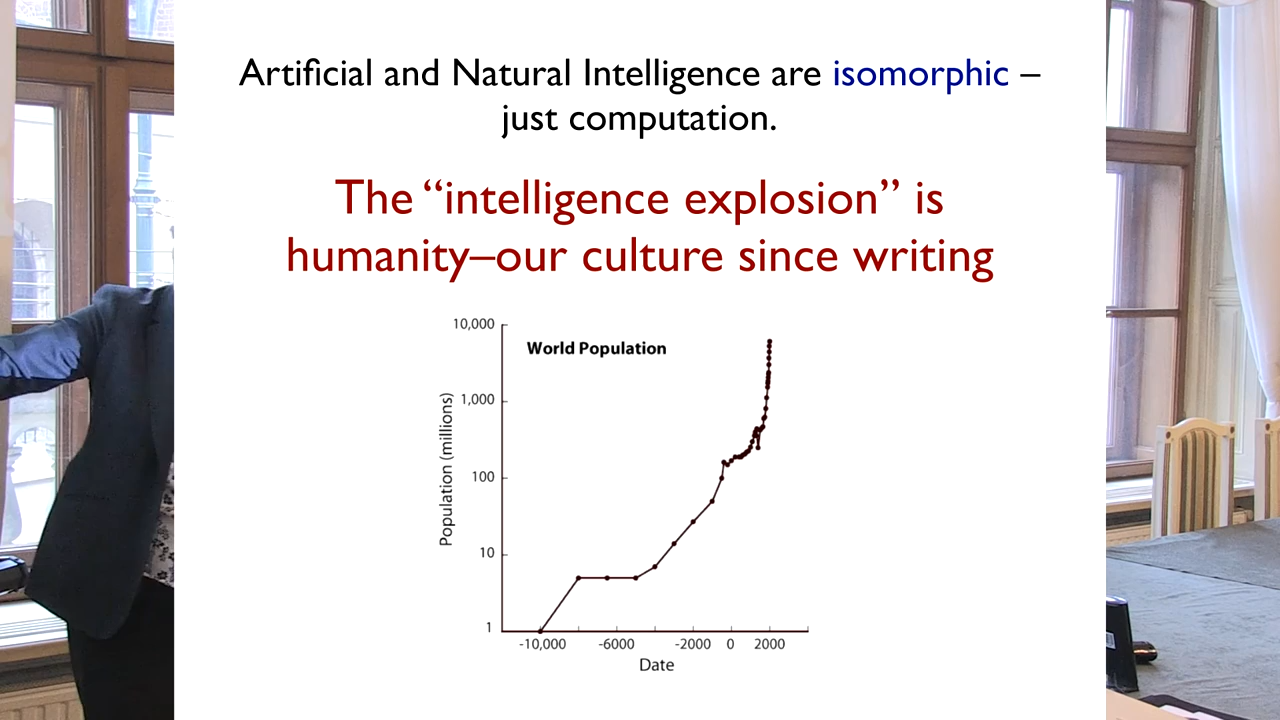 Artificial and Natural Intelligence are isomorphic –
just computation.
The “intelligence explosion” is
humanity–our culture since writing
World Population
Population (millions)
10,000
1,000
100
10
1
-10,000 -6000 -2000 0 2000
Date